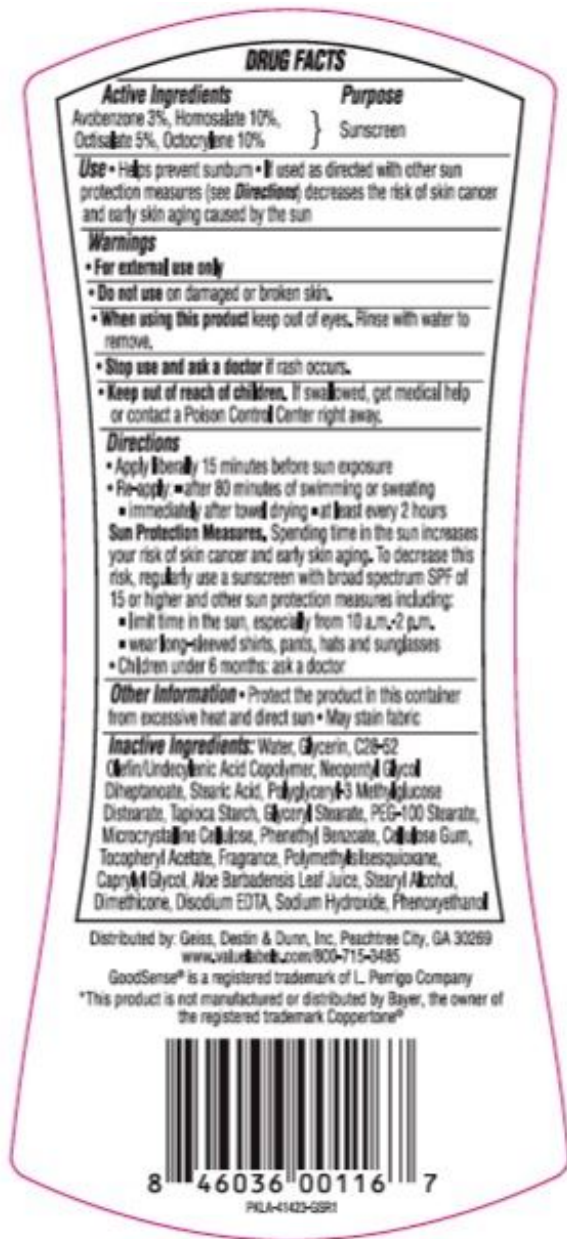 DRUG FACTS
Active Ingredients Purpose
Avobenzone 3%, Homosalate 10%,
Octisalate 5%, Octocrylene 10% } Sunscreen
Use • Helps prevent sunburn • If used as directed with other sun
protection measures (see Directions) decreases the risk of skin cancer
and early skin aging caused by the sun
Warnings
• For external use only
• Do not use on damaged or broken skin.
• When using this product keep out of eyes. Rinse with water to
remove.
• Stop use and ask a doctor if rash occurs.
• Keep out of reach of children. If swallowed, get medical help
or contact a Poison Control Center right away.
Directions
• Apply liberally 15 minutes before sun exposure
• Re-apply: ▪ after 80 minutes of swimming or sweating
▪ immediately after towel drying ▪ at least every 2 hours
Sun Protection Measures. Spending time in the sun increases
your risk of skin cancer and early skin aging. To decrease this
risk, regularly use a sunscreen with broad spectrum SPF of
15 or higher and other sun protection measures including:
▪ limit time in the sun, especially from 10 a.m.-2 p.m.
▪ wear long-sleeved shirts, pants, hats and sunglasses
• Children under 6 months: ask a doctor
Other Information • Protect the product in this container
from excessive heat and direct sun • May stain fabric
Inactive Ingredients: Water, Glycerin, C28-52
Olefin/Undecylenic Acid Copolymer, Neopentyl Glycol
Diheptanoate, Stearic Acid, Polyglyceryl-3 Methylglucose
Distearate, Tapioca Starch, Glyceryl Stearate, PEG-100 Stearate,
Microcrystalline Cellulose, Phenethyl Benzoate, Cellulose Gum,
Tocopheryl Acetate, Fragrance, Polymethylsilsesquioxane,
Caprylyl Glycol, Aloe Barbadensis Leaf Juice, Stearyl Alcohol,
Dimethicone, Disodium EDTA, Sodium Hydroxide, Phenoxyethanol
Distributed by: Geiss, Destin & Dunn, Inc, Peachtree City, GA 30269
www.valuelabels.com/800-715-3485
GoodSense® is a registered trademark of L. Perrigo Company
*This product is not manufactured or distributed by Bayer, the owner of
the registered trademark Coppertone®
8 46036 00116 7
PKLA-41423-GSR1